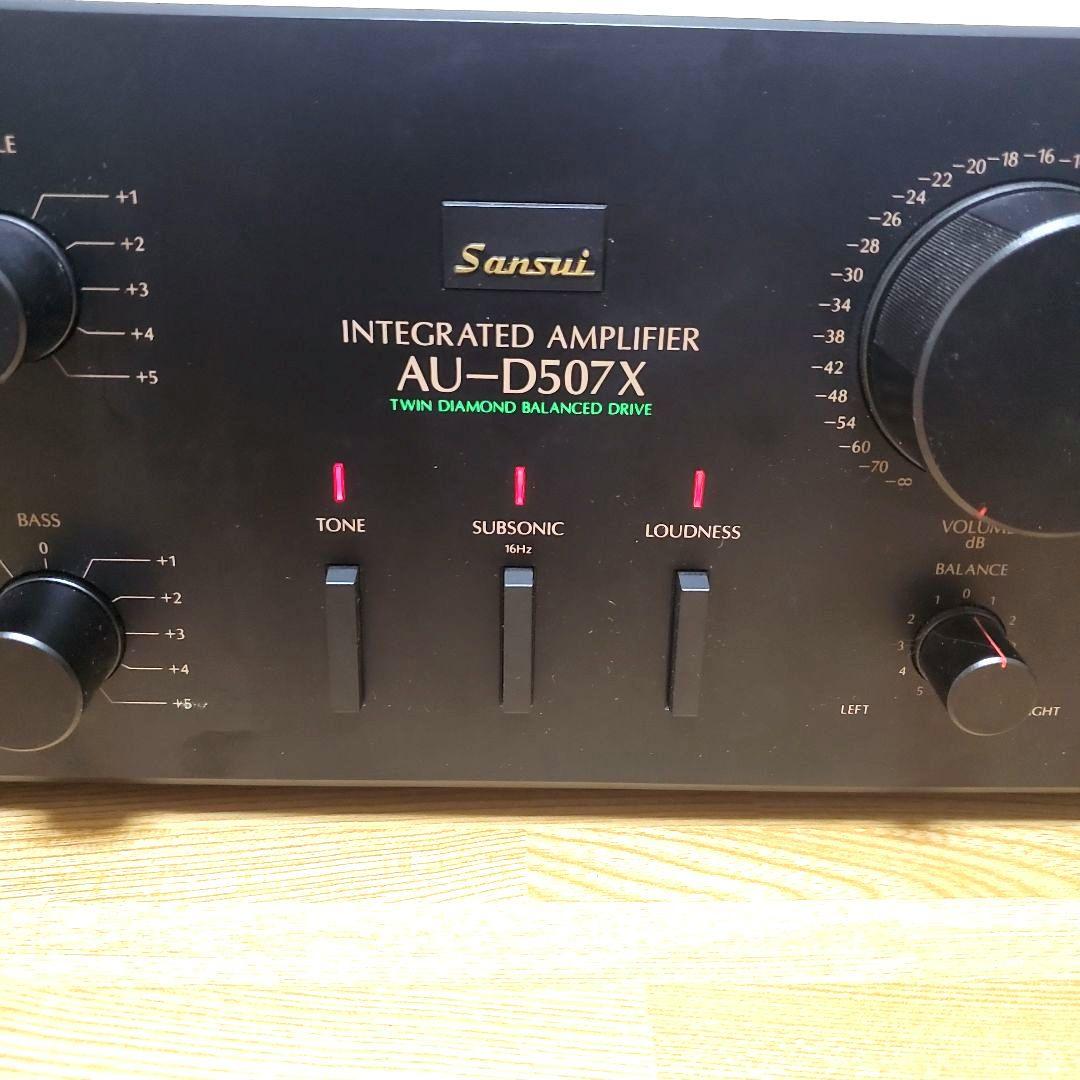 Sansui
INTEGRATED AMPLIFIER
AU-D507X
TWIN DIAMOND BALANCED DRIVE
+1
+2
+3
+4
+5
BASS
0
+1
+2
+3
+4
+5
TONE
SUBSONIC
16Hz
LOUDNESS
-16
-18
-20
-22
-24
-26
-28
-30
-34
-38
-42
-48
-54
-60
-70
-∞
VOLUME
dB
BALANCE
0
1 1
2 2
3
4
5
LEFT